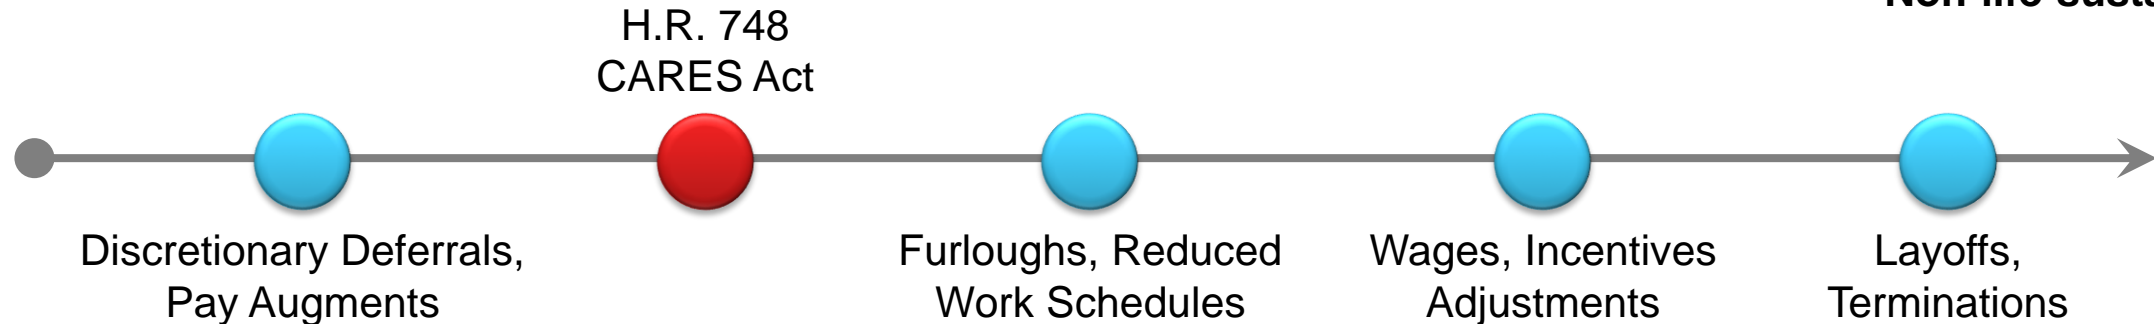 H.R. 748
CARES Act
Discretionary Deferrals,
Pay Augments
Furloughs, Reduced
Work Schedules
Wages, Incentives
Adjustments
Layoffs,
Terminations